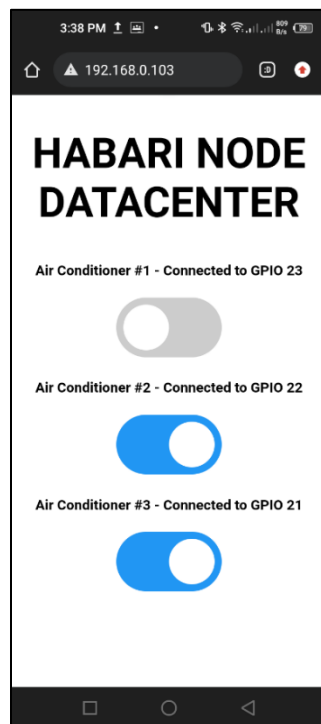 3:38 PM
809
B/s
79
192.168.0.103
:D
HABARI NODE
DATACENTER
Air Conditioner #1 - Connected to GPIO 23
Air Conditioner #2 - Connected to GPIO 22
Air Conditioner #3 - Connected to GPIO 21